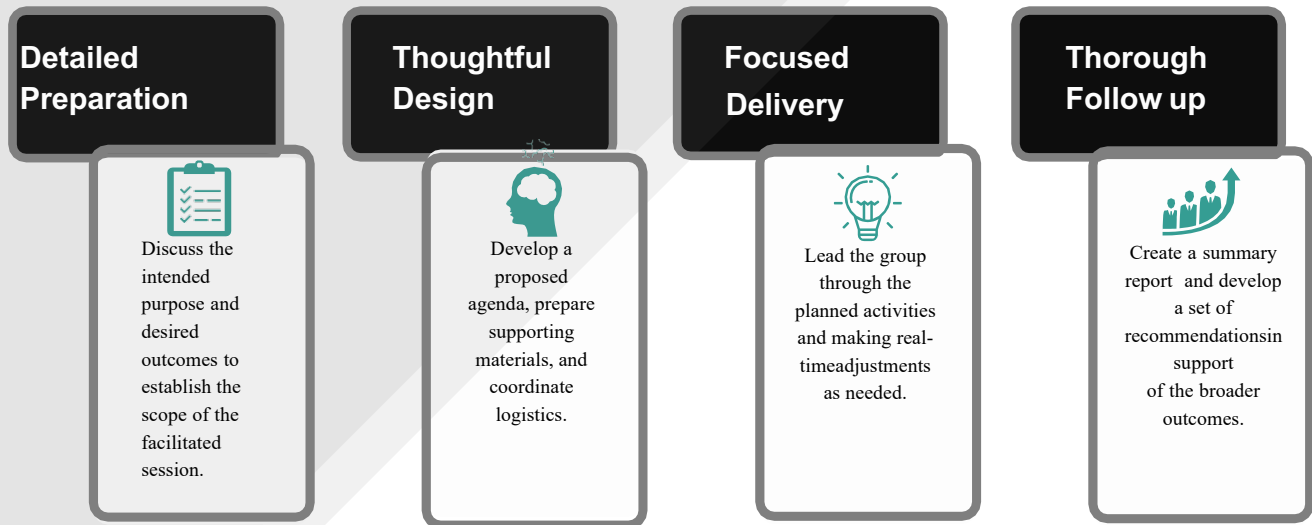 Detailed
Preparation
Discuss the
intended
purpose and
desired
outcomes to
establish the
scope of the
facilitated
session.
Thoughtful
Design
Develop a
proposed
agenda, prepare
supporting
materials, and
coordinate
logistics.
Focused
Delivery
Lead the group
through the
planned activities
and making real-
timeadjustments
as needed.
Thorough
Follow up
Create a summary
report  and develop
a set of
recommendationsin
support
of the broader
outcomes.